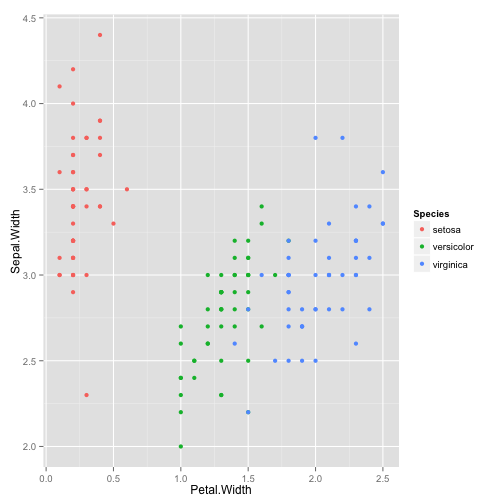 4.5
4.0
3.5
3.0
2.5
2.0
Sepal.Width
0.0 0.5 1.0 1.5 2.0 2.5
Petal.Width
Species
setosa
versicolor
virginica